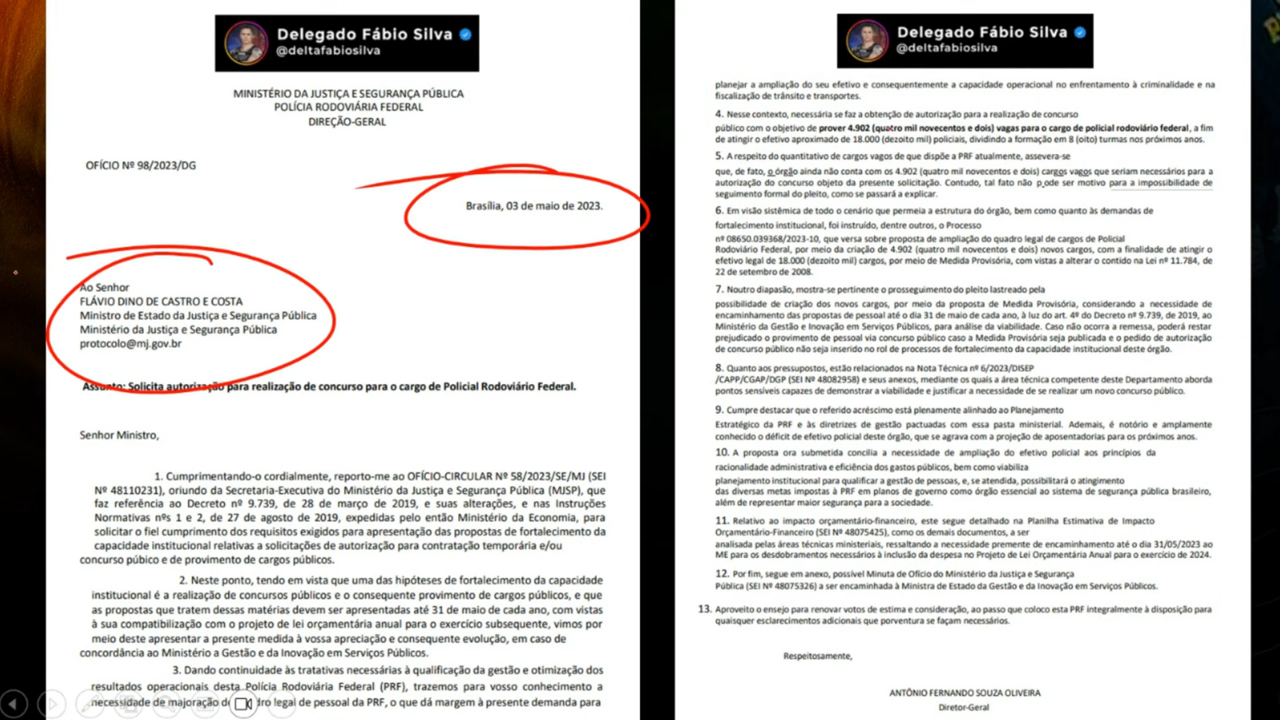 Delegado Fábio Silva
@deltafabiosilva
MINISTÉRIO DA JUSTIÇA E SEGURANÇA PÚBLICA
POLÍCIA RODOVIÁRIA FEDERAL
DIREÇÃO-GERAL
OFÍCIO Nº 98/2023/DG
Brasília, 03 de maio de 2023.
Ao Senhor
FLÁVIO DINO DE CASTRO E COSTA
Ministro de Estado da Justiça e Segurança Pública
Ministério da Justiça e Segurança Pública
protocolo@mj.gov.br
Assunto: Solicita autorização para realização de concurso para o cargo de Policial Rodoviário Federal.
Senhor Ministro,
1. Cumprimentando-o cordialmente, reporto-me ao OFÍCIO-CIRCULAR Nº 58/2023/SE/MJ (SEI
Nº 48110231), oriundo da Secretaria-Executiva do Ministério da Justiça e Segurança Pública (MJSP), que
faz referência ao Decreto nº 9.739, de 28 de março de 2019, e suas alterações, e nas Instruções
Normativas nºs 1 e 2, de 27 de agosto de 2019, expedidas pelo então Ministério da Economia, para
solicitar o fiel cumprimento dos requisitos exigidos para apresentação das propostas de fortalecimento da
capacidade institucional relativas a solicitações de autorização para contratação temporária e/ou
concurso púbico e de provimento de cargos públicos.
2. Neste ponto, tendo em vista que uma das hipóteses de fortalecimento da capacidade
institucional é a realização de concursos públicos e o consequente provimento de cargos públicos, e que
as propostas que tratem dessas matérias devem ser apresentadas até 31 de maio de cada ano, com vistas
à sua compatibilização com o projeto de lei orçamentária anual para o exercício subsequente, vimos por
meio deste apresentar a presente medida à vossa apreciação e consequente evolução, em caso de
concordância ao Ministério a Gestão e da Inovação em Serviços Públicos.
3. Dando continuidade às tratativas necessárias à qualificação da gestão e otimização dos
resultados operacionais desta Polícia Rodoviária Federal (PRF), trazemos para vosso conhecimento a
necessidade de majoração do dro legal de pessoal da PRF, o que dá margem à presente demanda para
Delegado Fábio Silva
@deltafabiosilva
planejar a ampliação do seu efetivo e consequentemente a capacidade operacional no enfrentamento à criminalidade e na
fiscalização de trânsito e transportes.
4. Nesse contexto, necessária se faz a obtenção de autorização para a realização de concurso
público com o objetivo de prover 4.902 (quatro mil novecentos e dois) vagas para o cargo de policial rodoviário federal, a fim
de atingir o efetivo aproximado de 18.000 (dezoito mil) policiais, dividindo a formação em 8 (oito) turmas nos próximos anos.
5. A respeito do quantitativo de cargos vagos de que dispõe a PRF atualmente, assevera-se
que, de fato, o órgão ainda não conta com os 4.902 (quatro mil novecentos e dois) cargos vagos que seriam necessários para a
autorização do concurso objeto da presente solicitação. Contudo, tal fato não pode ser motivo para a impossibilidade de
seguimento formal do pleito, como se passará a explicar.
6. Em visão sistêmica de todo o cenário que permeia a estrutura do órgão, bem como quanto às demandas de
fortalecimento institucional, foi instruído, dentre outros, o Processo
nº 08650.039368/2023-10, que versa sobre proposta de ampliação do quadro legal de cargos de Policial
Rodoviário Federal, por meio da criação de 4.902 (quatro mil novecentos e dois) novos cargos, com a finalidade de atingir o
efetivo legal de 18.000 (dezoito mil) cargos, por meio de Medida Provisória, com vistas a alterar o contido na Lei nº 11.784, de
22 de setembro de 2008.
7. Noutro diapasão, mostra-se pertinente o prosseguimento do pleito lastreado pela
possibilidade de criação dos novos cargos, por meio da proposta de Medida Provisória, considerando a necessidade de
encaminhamento das propostas de pessoal até o dia 31 de maio de cada ano, à luz do art. 4º do Decreto nº 9.739, de 2019, ao
Ministério da Gestão e Inovação em Serviços Públicos, para análise da viabilidade. Caso não ocorra a remessa, poderá restar
prejudicado o provimento de pessoal via concurso público caso a Medida Provisória seja publicada e o pedido de autorização
de concurso público não seja inserido no rol de processos de fortalecimento da capacidade institucional deste órgão.
8. Quanto aos pressupostos, estão relacionados na Nota Técnica nº 6/2023/DISEP
/CAPP/CGAP/DGP (SEI Nº 48082958) e seus anexos, mediante os quais a área técnica competente deste Departamento aborda
pontos sensíveis capazes de demonstrar a viabilidade e justificar a necessidade de se realizar um novo concurso público.
9. Cumpre destacar que o referido acréscimo está plenamente alinhado ao Planejamento
Estratégico da PRF e às diretrizes de gestão pactuadas com essa pasta ministerial. Ademais, é notório e amplamente
conhecido o déficit de efetivo policial deste órgão, que se agrava com a projeção de aposentadorias para os próximos anos.
10. A proposta ora submetida concilia a necessidade de ampliação do efetivo policial aos princípios da
racionalidade administrativa e eficiência dos gastos públicos, bem como viabiliza
planejamento institucional para qualificar a gestão de pessoas, e, se atendida, possibilitará o atingimento
das diversas metas impostas à PRF em planos de governo como órgão essencial ao sistema de segurança pública brasileiro,
além de representar maior segurança para a sociedade.
11. Relativo ao impacto orçamentário-financeiro, este segue detalhado na Planilha Estimativa de Impacto
Orçamentário-Financeiro (SEI Nº 48075425), como os demais documentos, a ser
analisada pelas áreas técnicas ministeriais, ressaltando a necessidade premente de encaminhamento até o dia 31/05/2023 ao
ME para os desdobramentos necessários à inclusão da despesa no Projeto de Lei Orçamentária Anual para o exercício de 2024.
12. Por fim, segue em anexo, possível Minuta de Ofício do Ministério da Justiça e Segurança
Pública (SEI Nº 48075326) a ser encaminhada à Ministra de Estado da Gestão e da Inovação em Serviços Públicos.
13. Aproveito o ensejo para renovar votos de estima e consideração, ao passo que coloco esta PRF integralmente à disposição para
quaisquer esclarecimentos adicionais que porventura se façam necessários.
Respeitosamente,
ANTÔNIO FERNANDO SOUZA OLIVEIRA
Diretor-Geral